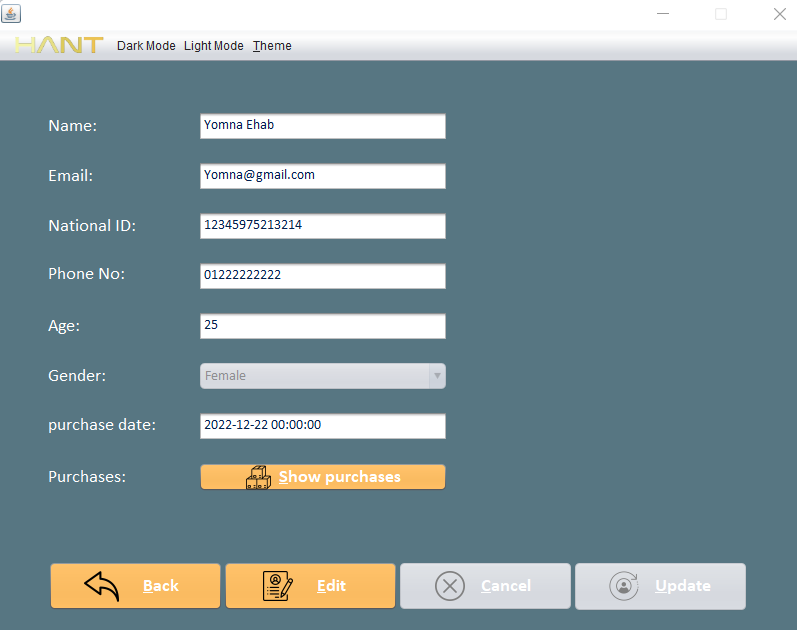 HANT Dark Mode Light Mode Theme
Name: Yomna Ehab
Email: Yomna@gmail.com
National ID: 12345975213214
Phone No: 01222222222
Age: 25
Gender: Female
purchase date: 2022-12-22 00:00:00
Purchases: Show purchases
Back Edit Cancel Update